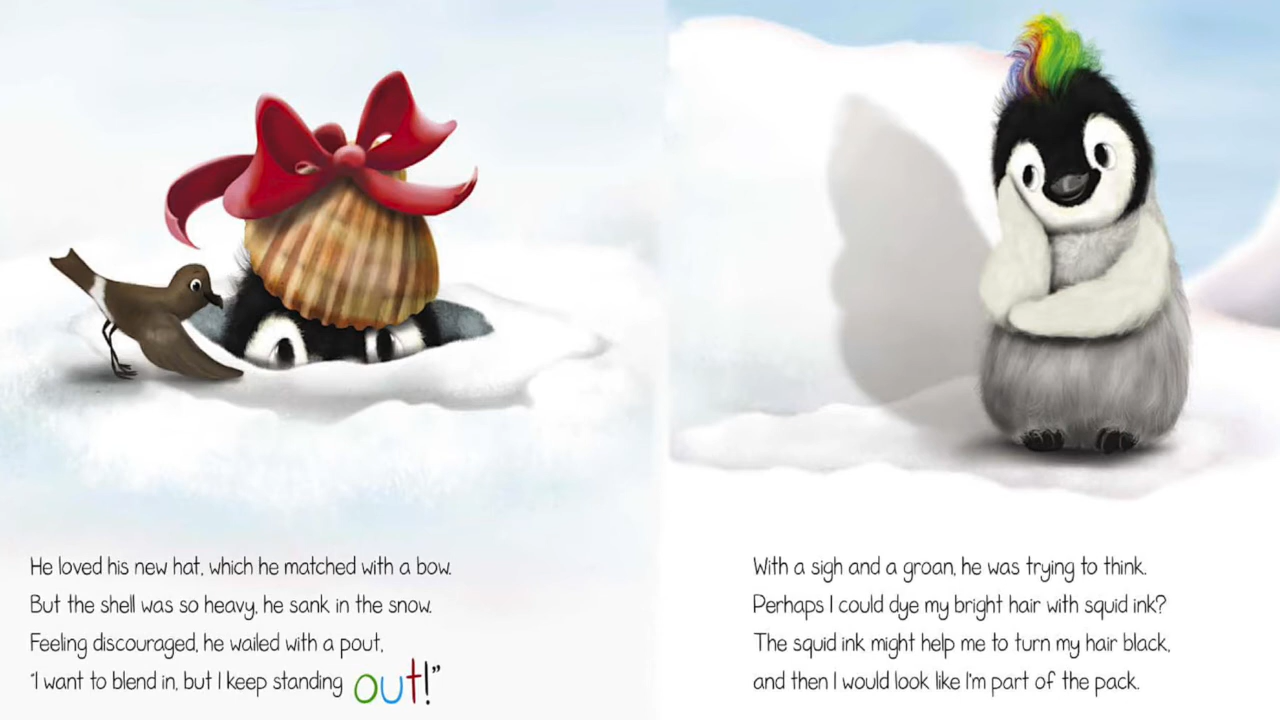 He loved his new hat, which he matched with a bow.
But the shell was so heavy, he sank in the snow.
Feeling discouraged, he wailed with a pout,
"I want to blend in, but I keep standing out!"
With a sigh and a groan, he was trying to think.
Perhaps I could dye my bright hair with squid ink?
The squid ink might help me to turn my hair black,
and then I would look like I'm part of the pack.